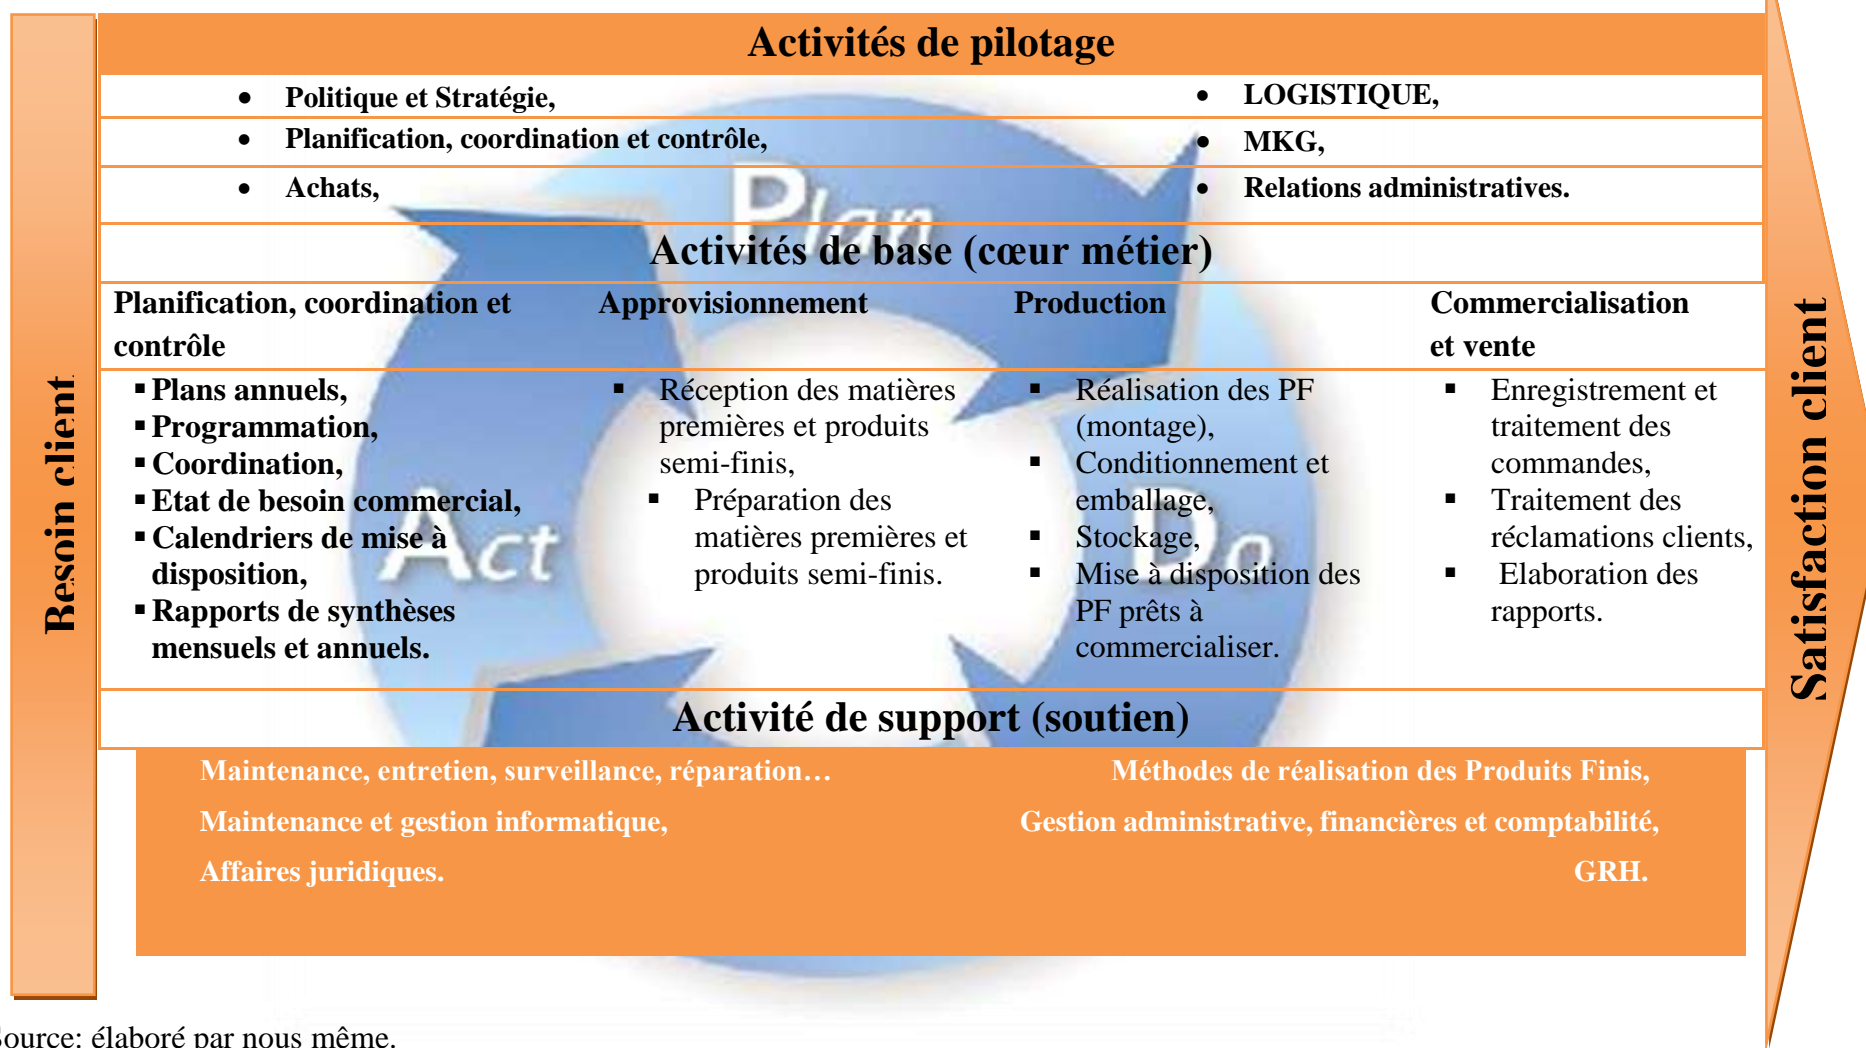 Activités de pilotage
• Politique et Stratégie,
• LOGISTIQUE,
• Planification, coordination et contrôle,
• MKG,
• Achats,
• Relations administratives.
Plan
Activités de base (cœur métier)
Planification, coordination et
contrôle
Approvisionnement
Production
Commercialisation
et vente
▪ Plans annuels,
▪ Programmation,
▪ Coordination,
▪ Etat de besoin commercial,
▪ Calendriers de mise à
disposition,
▪ Rapports de synthèses
mensuels et annuels.
▪ Réception des matières
premières et produits
semi-finis,
▪ Préparation des
matières premières et
produits semi-finis.
▪ Réalisation des PF
(montage),
▪ Conditionnement et
emballage,
▪ Stockage,
▪ Mise à disposition des
PF prêts à
commercialiser.
▪ Enregistrement et
traitement des
commandes,
▪ Traitement des
réclamations clients,
▪ Elaboration des
rapports.
Act
Do
Besoin client
Satisfaction client
Activité de support (soutien)
Maintenance, entretien, surveillance, réparation…
Méthodes de réalisation des Produits Finis,
Maintenance et gestion informatique,
Gestion administrative, financières et comptabilité,
Affaires juridiques.
GRH.
Source: élaboré par nous même.